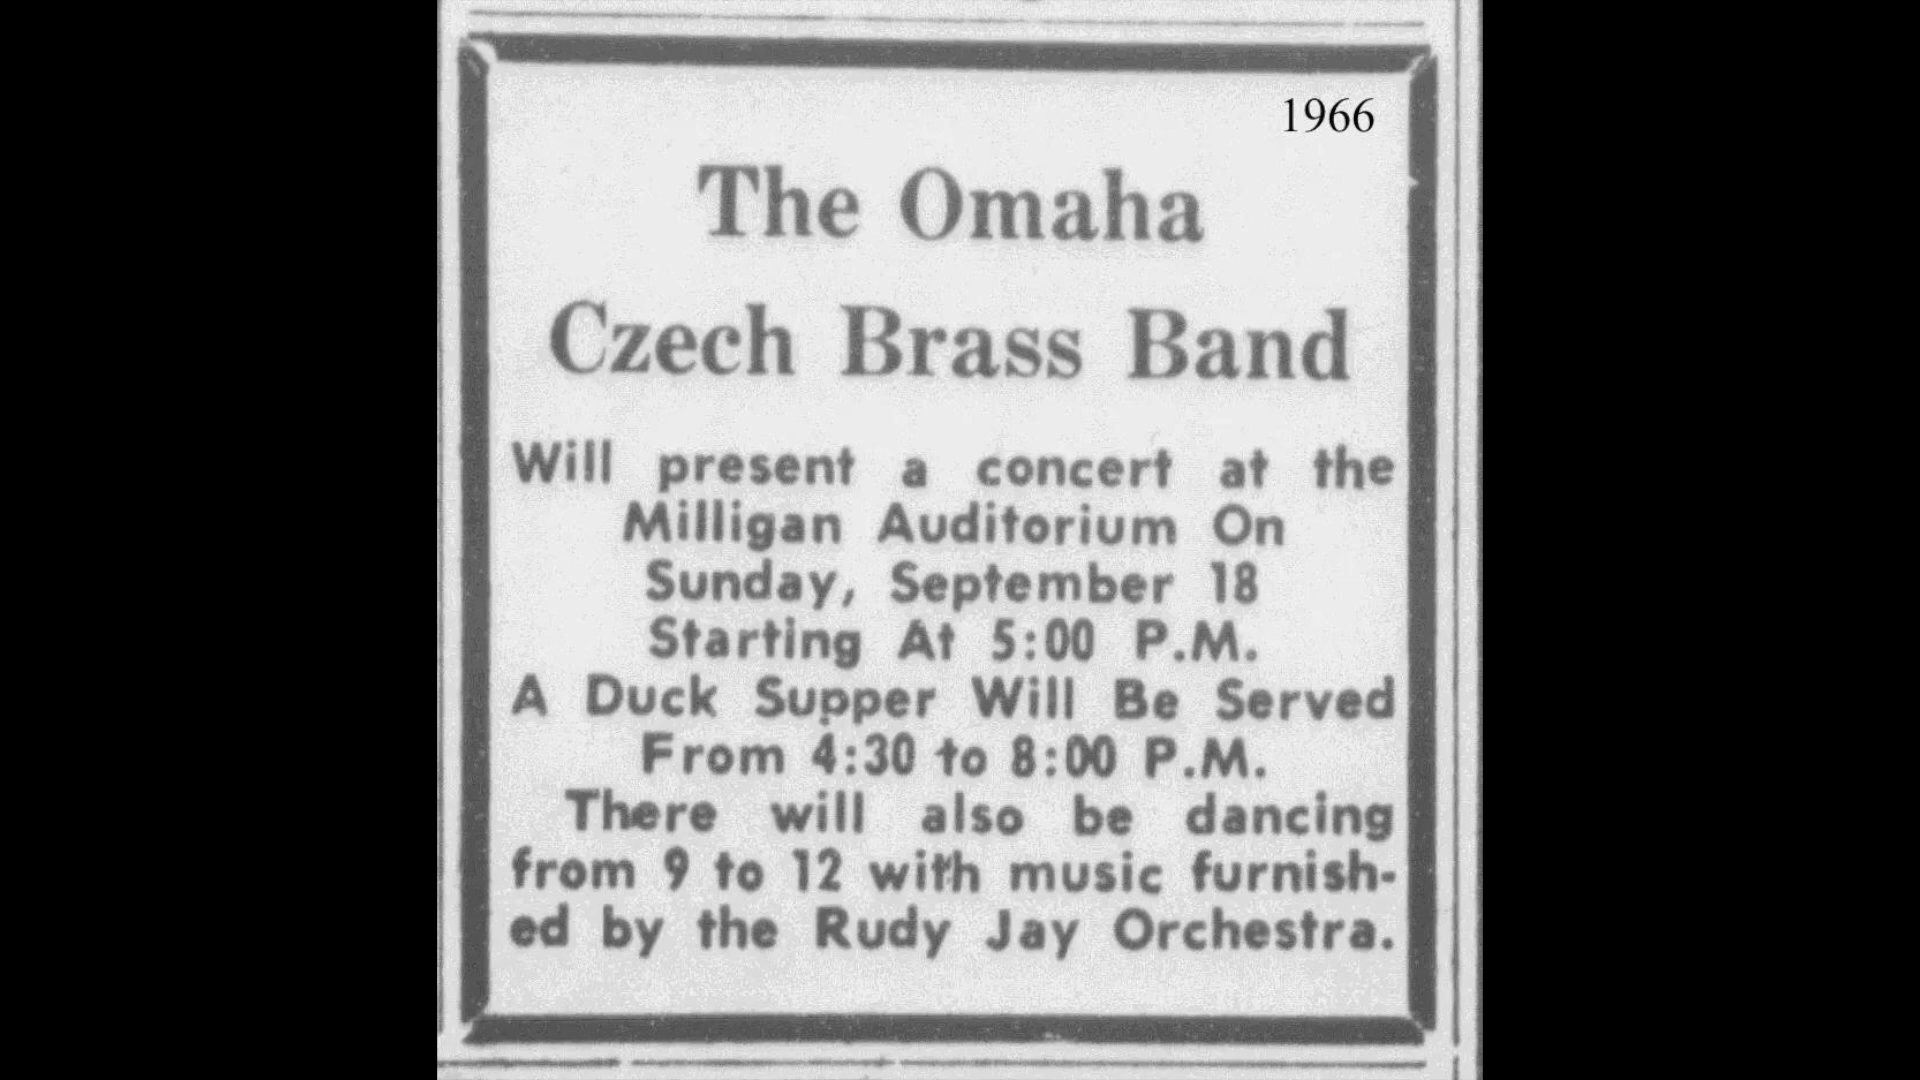 1966
The Omaha
Czech Brass Band
Will present a concert at the
Milligan Auditorium On
Sunday, September 18
Starting At 5:00 P.M.
A Duck Supper Will Be Served
From 4:30 to 8:00 P.M.
There will also be dancing
from 9 to 12 with music furnish-
ed by the Rudy Jay Orchestra.